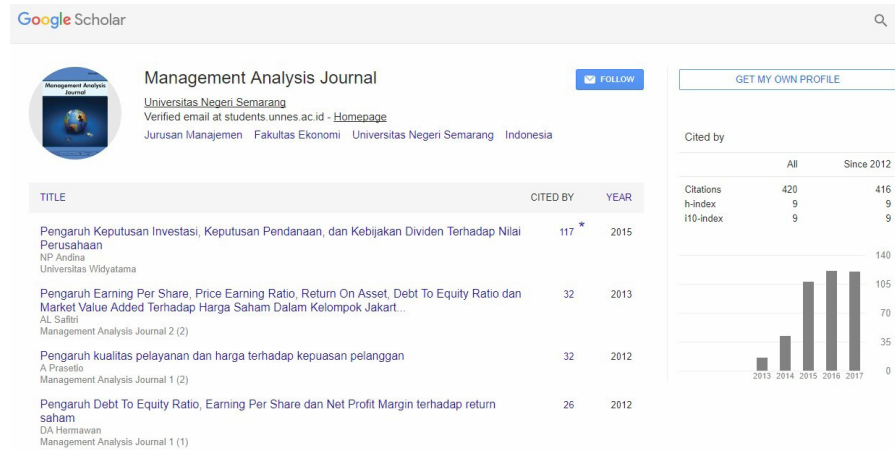 Google Scholar
Management Analysis Journal
Management Analysis Journal
FOLLOW
Universitas Negeri Semarang
Verified email at students.unnes.ac.id - Homepage
Jurusan Manajemen Fakultas Ekonomi Universitas Negeri Semarang Indonesia
TITLE CITED BY YEAR
Pengaruh Keputusan Investasi, Keputusan Pendanaan, dan Kebijakan Dividen Terhadap Nilai 117 * 2015
Perusahaan
NP Andina
Universitas Widyatama
Pengaruh Earning Per Share, Price Earning Ratio, Return On Asset, Debt To Equity Ratio dan 32 2013
Market Value Added Terhadap Harga Saham Dalam Kelompok Jakart...
AL Safitri
Management Analysis Journal 2 (2)
Pengaruh kualitas pelayanan dan harga terhadap kepuasan pelanggan 32 2012
A Prasetio
Management Analysis Journal 1 (2)
Pengaruh Debt To Equity Ratio, Earning Per Share dan Net Profit Margin terhadap return 26 2012
saham
DA Hermawan
Management Analysis Journal 1 (1)
GET MY OWN PROFILE
Cited by
All Since 2012
Citations 420 416
h-index 9 9
i10-index 9 9
140
105
70
35
0
2013 2014 2015 2016 2017